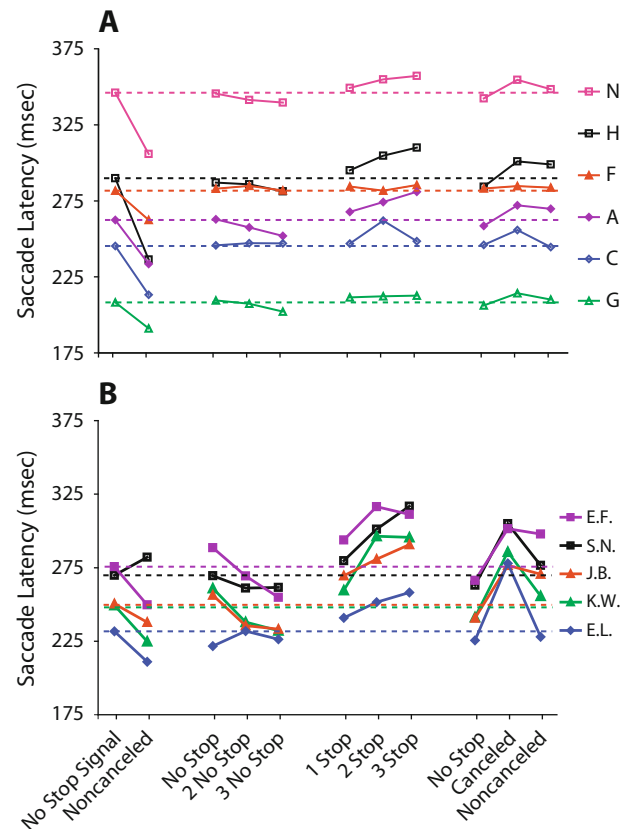 A
375
325
275
225
175
Saccade Latency (msec)
N
H
F
A
C
G
B
375
325
275
225
175
Saccade Latency (msec)
E.F.
S.N.
J.B.
K.W.
E.L.
No Stop Signal
Noncanceled
No Stop
2 No Stop
3 No Stop
1 Stop
2 Stop
3 Stop
No Stop
Canceled
Noncanceled